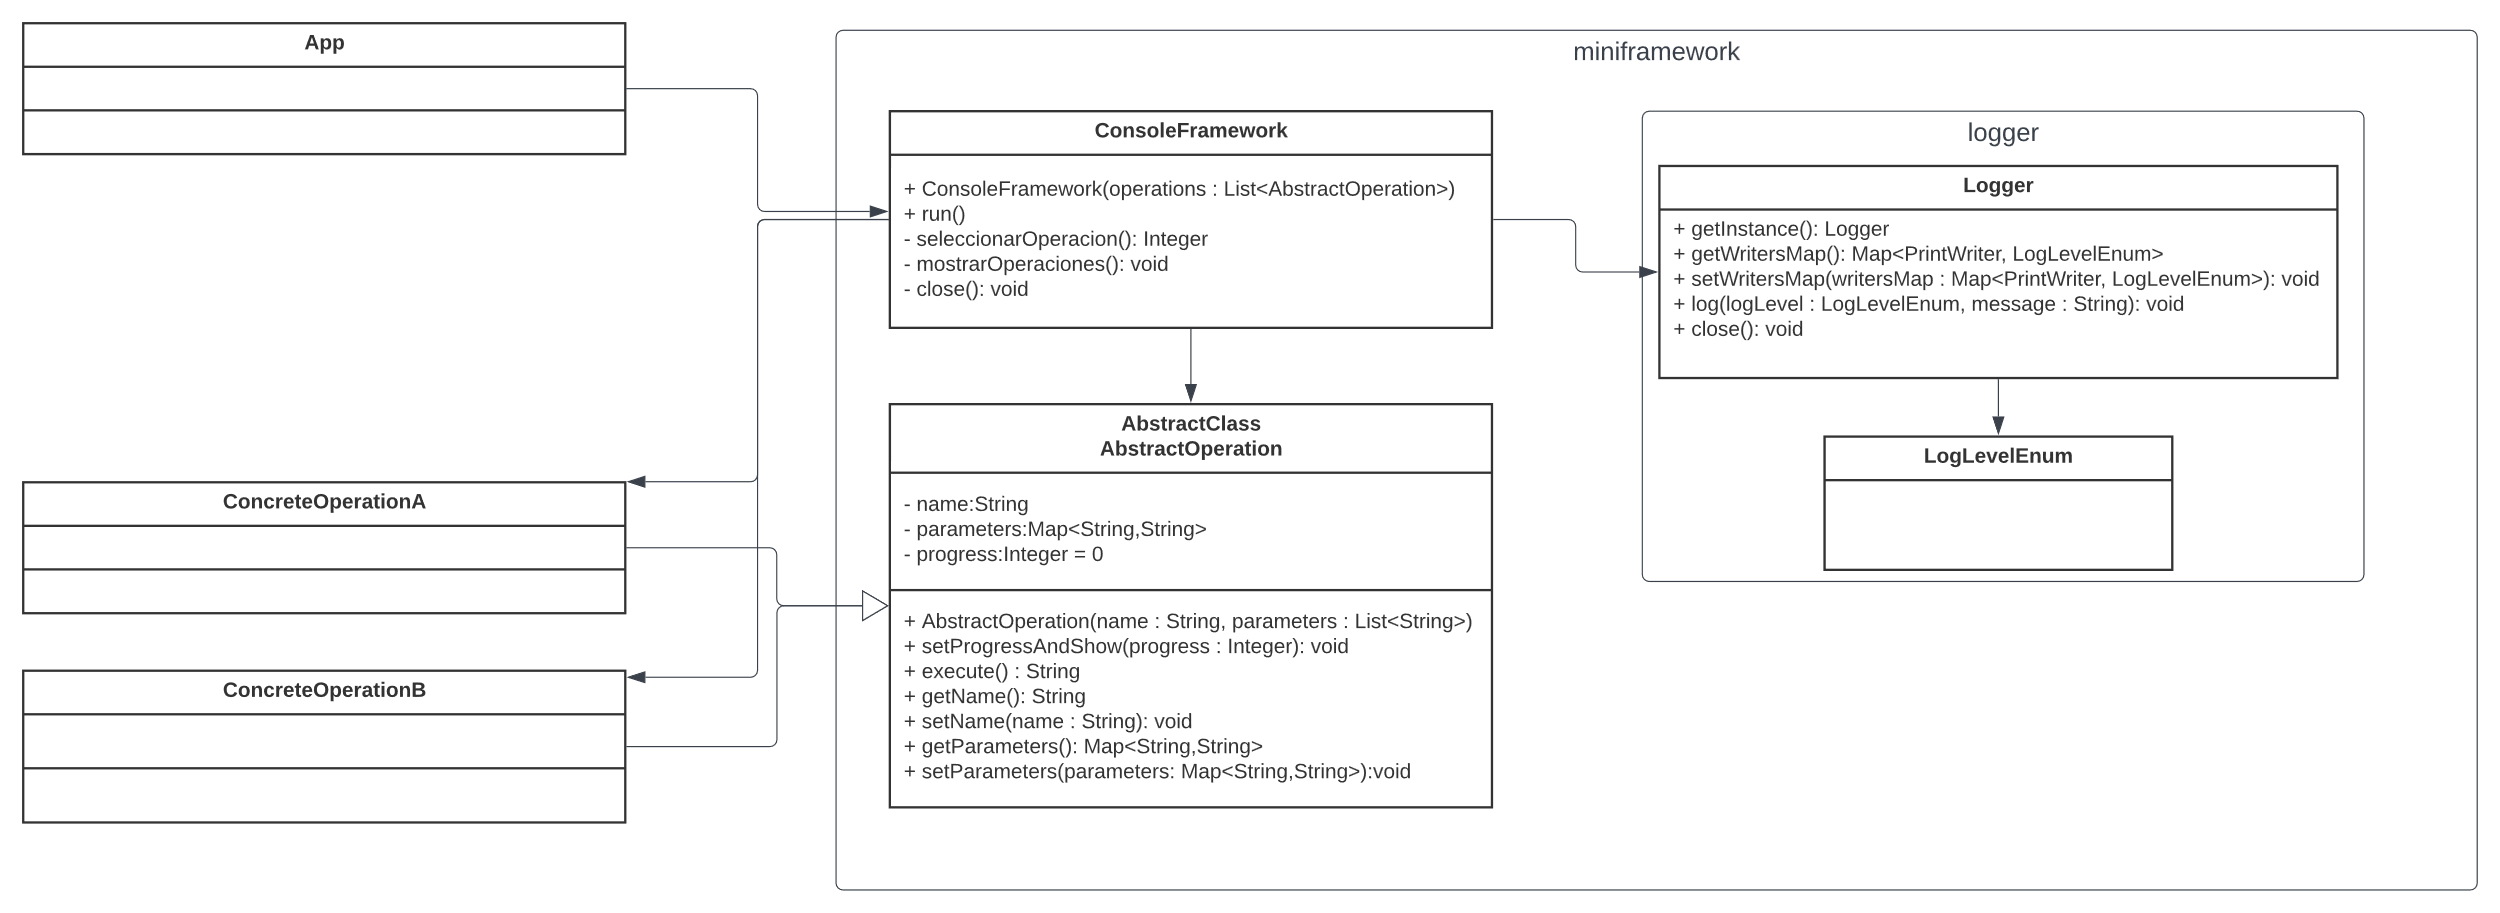 App
miniframework
ConsoleFramework
+ ConsoleFramework(operations : List<AbstractOperation>)
+ run()
- seleccionarOperacion(): Integer
- mostrarOperaciones(): void
- close(): void
logger
Logger
+ getInstance(): Logger
+ getWritersMap(): Map<PrintWriter, LogLevelEnum>
+ setWritersMap(writersMap : Map<PrintWriter, LogLevelEnum>): void
+ log(logLevel : LogLevelEnum, message : String): void
+ close(): void
AbstractClass
AbstractOperation
- name:String
- parameters:Map<String,String>
- progress:Integer = 0
+ AbstractOperation(name : String, parameters : List<String>)
+ setProgressAndShow(progress : Integer): void
+ execute() : String
+ getName(): String
+ setName(name : String): void
+ getParameters(): Map<String,String>
+ setParameters(parameters: Map<String,String>):void
LogLevelEnum
ConcreteOperationA
ConcreteOperationB